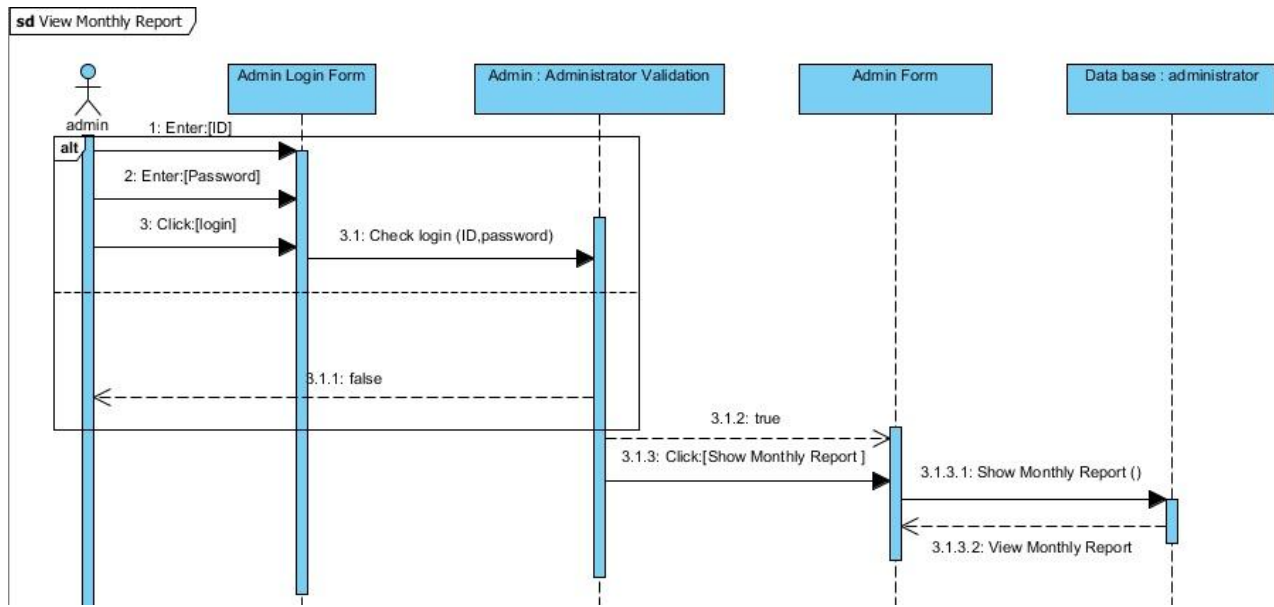 sd View Monthly Report
Admin Login Form
Admin : Administrator Validation
Admin Form
Data base : administrator
admin
1: Enter:[ID]
alt
2: Enter:[Password]
3: Click:[login]
3.1: Check login (ID,password)
3.1.1: false
3.1.2: true
3.1.3: Click:[Show Monthly Report ]
3.1.3.1: Show Monthly Report ()
3.1.3.2: View Monthly Report